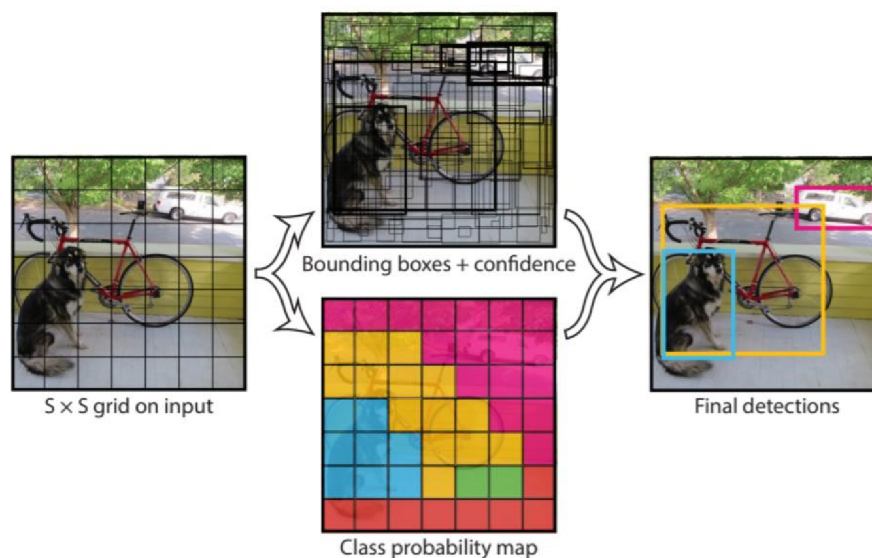 Bounding boxes + confidence
S × S grid on input
Final detections
Class probability map